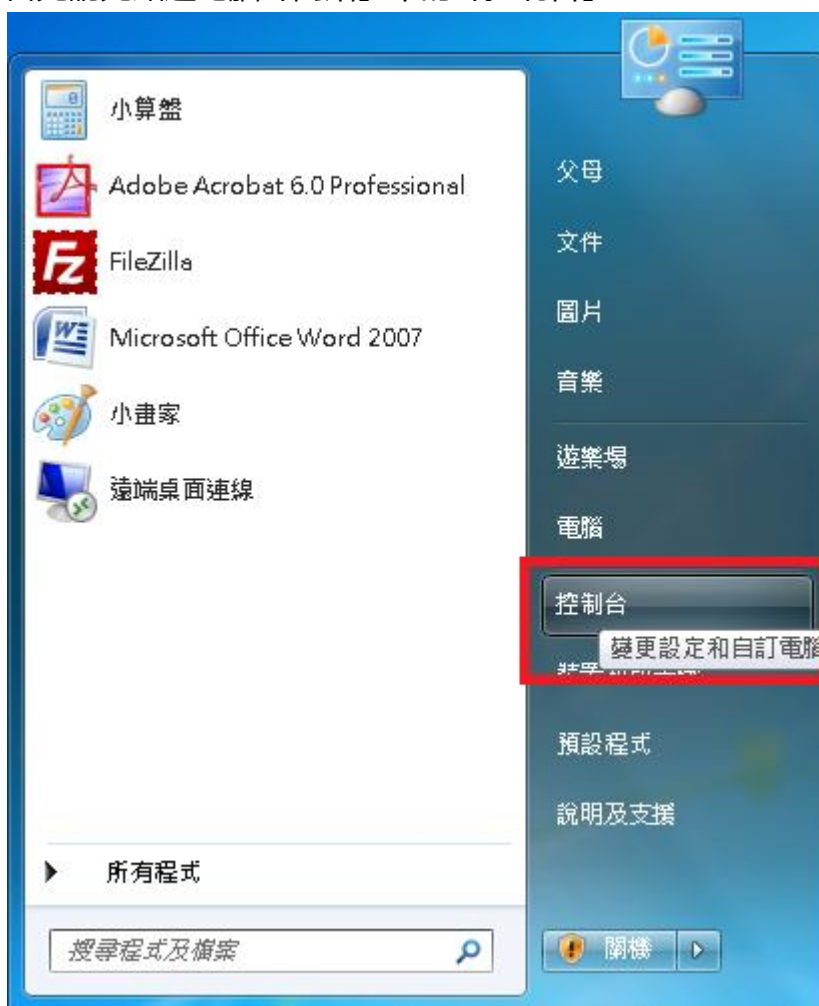 小算盤
Adobe Acrobat 6.0 Professional
FileZilla
Microsoft Office Word 2007
小畫家
遠端桌面連線
所有程式
搜尋程式及檔案
父母
文件
圖片
音樂
遊樂場
電腦
控制台
變更設定和自訂電腦
預設程式
說明及支援
關機